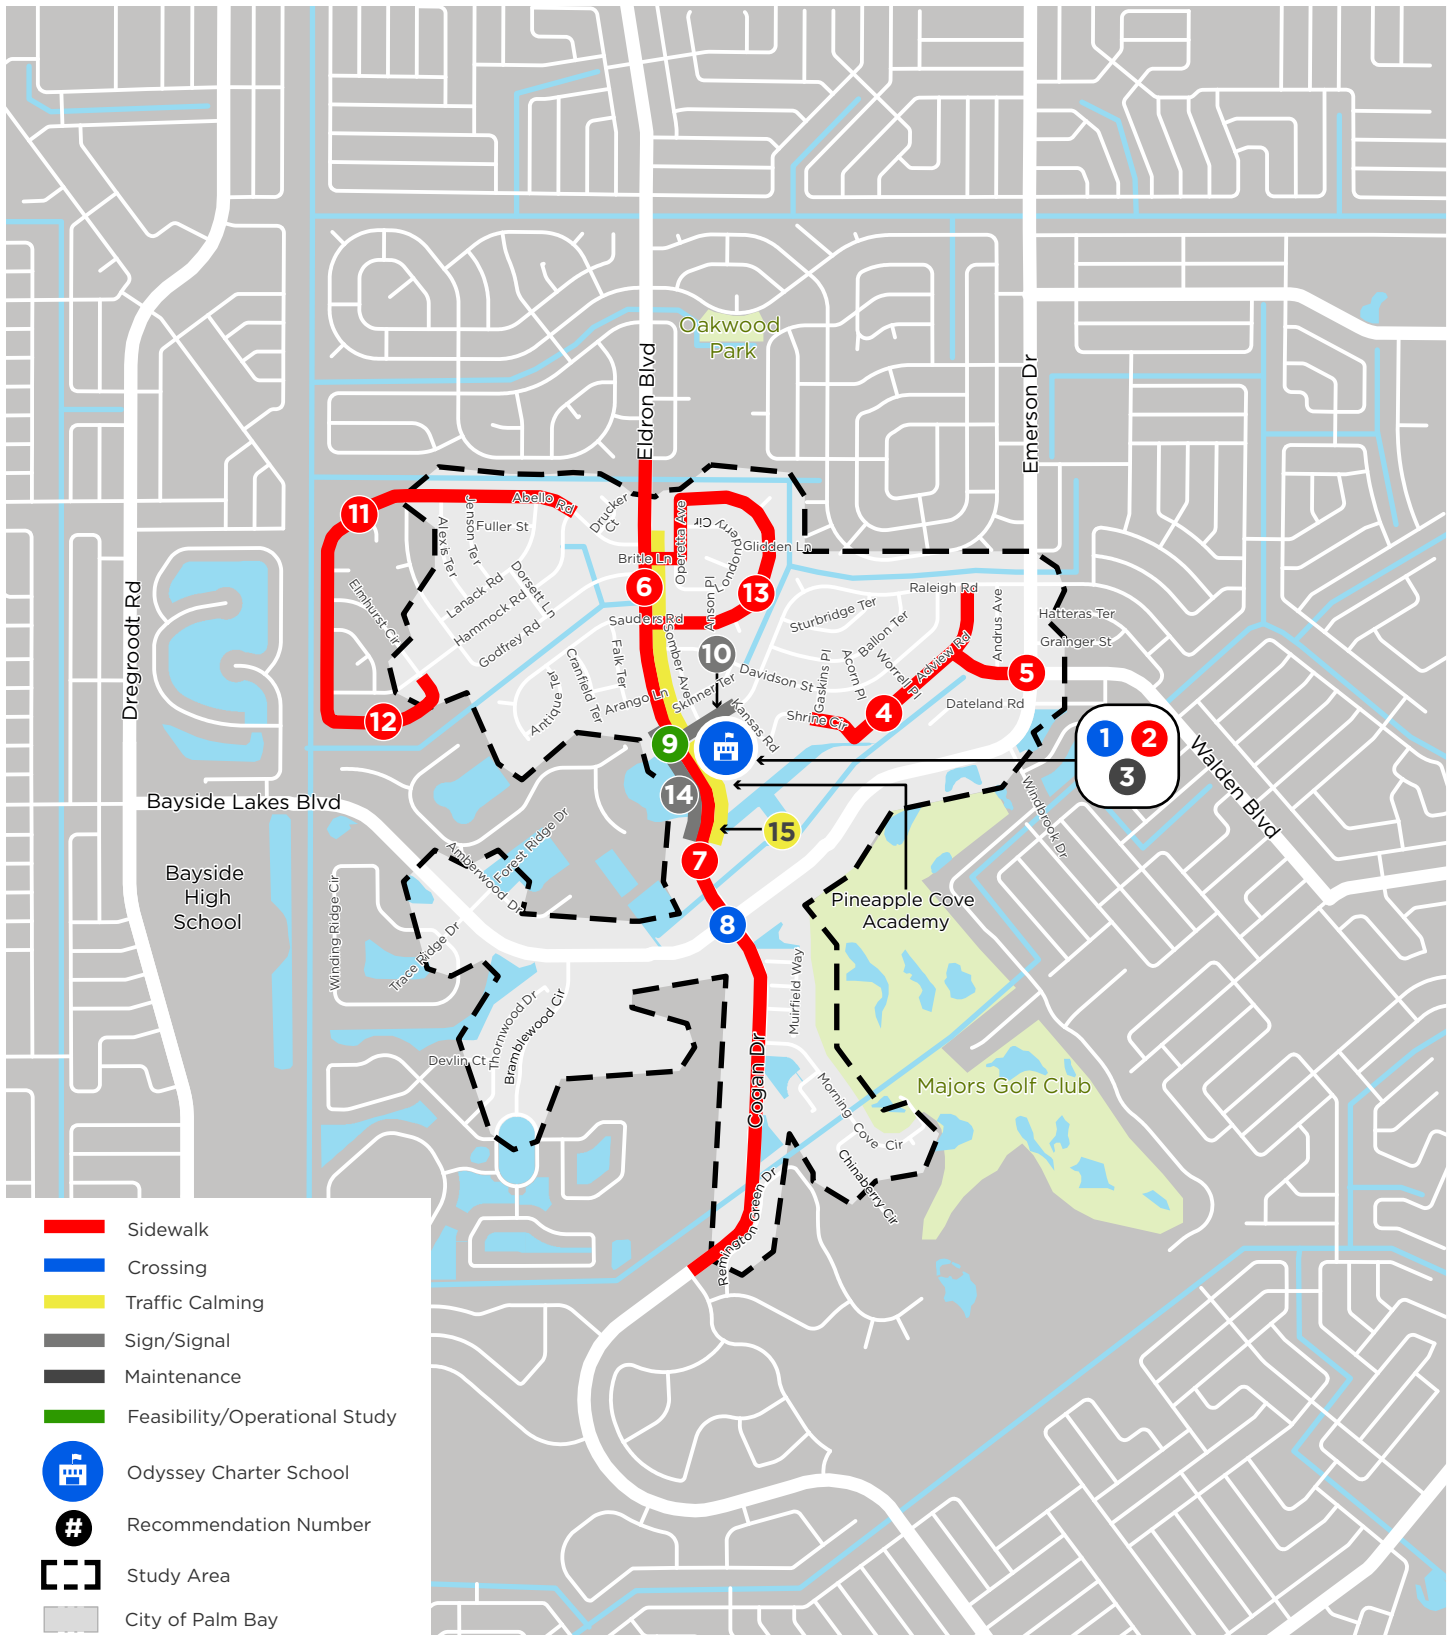 Oakwood
Park
Eldron Blvd
Emerson Dr
Abello Rd
Drucker
Ct
Operetta Ave
Londonderry Cir
11
Jenson Ter
Fuller St
Alexis Ter
Glidden Ln
Britle Ln
Dregroodt Rd
Elmhurst Cir
Lanack Rd
Dorsett Ln
Hammock Rd
Godfrey Rd
6
13
Anson Pl
Raleigh Rd
Andrus Ave
Hatteras Ter
Grainger St
Sauders Rd
Sturbridge Ter
Ballon Ter
Falk Ter
Somber Ave
10
Cranfield Ter
Antique Ter
Arango Ln
Skinner Ter
Davidson St
Gaskins Pl
Acorn Pl
Worrell Pl
Adview Rd
5
Dateland Rd
12
Kansas Rd
Shrine Cir
4
9
1
2
3
Walden Blvd
Windbrook Dr
14
15
Bayside Lakes Blvd
Forest Ridge Dr
Amberwood Dr
7
Bayside
High
School
Winding Ridge Cir
Trace Ridge Dr
Pineapple Cove
Academy
8
Muirfield Way
Thornwood Dr
Bramblewood Cir
Devlin Ct
Cogan Dr
Majors Golf Club
Morning Cove Cir
Chinaberry Cir
Remington Green Dr
Sidewalk
Crossing
Traffic Calming
Sign/Signal
Maintenance
Feasibility/Operational Study
Odyssey Charter School
# Recommendation Number
Study Area
City of Palm Bay